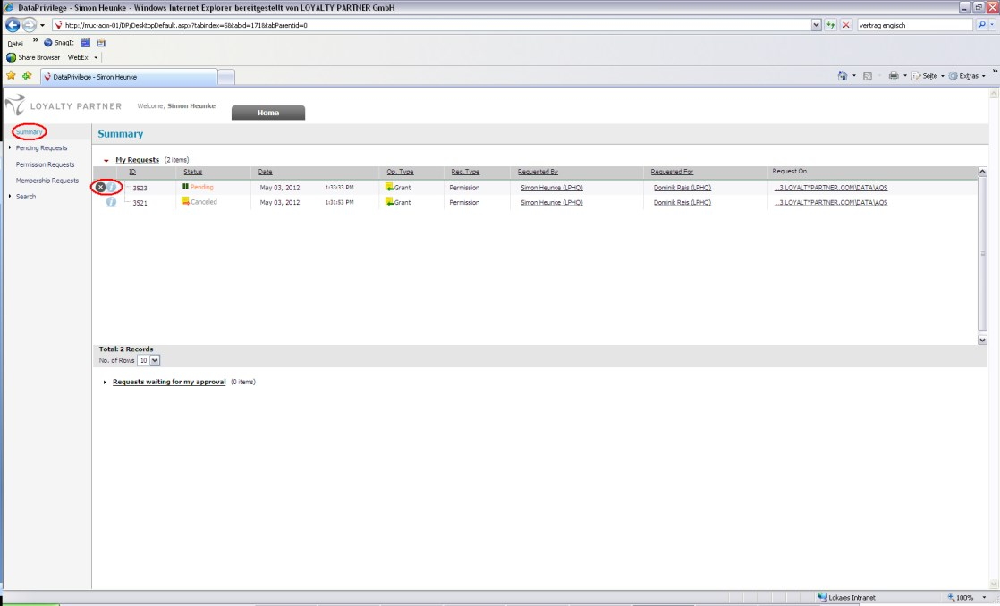 DataPrivilege - Simon Heunke - Windows Internet Explorer bereitgestellt von LOYALTY PARTNER GmbH
http://muc-acm-01/DP/DesktopDefault.aspx?tabindex=5&tabid=171&tabParentid=0 vertrag englisch
Datei » SnagIt
Share Browser WebEx
DataPrivilege - Simon Heunke Seite Extras »
LOYALTY PARTNER Welcome, Simon Heunke Home
Summary Summary
Pending Requests
My Requests (2 items)
Permission Requests
ID Status Date Op. Type Req.Type Requested By Requested For Request On
Membership Requests
3523 Pending May 03, 2012 1:33:33 PM Grant Permission Simon Heunke (LPHO) Dominik Reis (LPHO) ...3.LOYALTYPARTNER.COM\DATA\AQS
Search
3521 Canceled May 03, 2012 1:31:53 PM Grant Permission Simon Heunke (LPHO) Dominik Reis (LPHO) ...3.LOYALTYPARTNER.COM\DATA\AQS
Total: 2 Records
No. of Rows 10
Requests waiting for my approval (0 items)
Lokales Intranet 100%